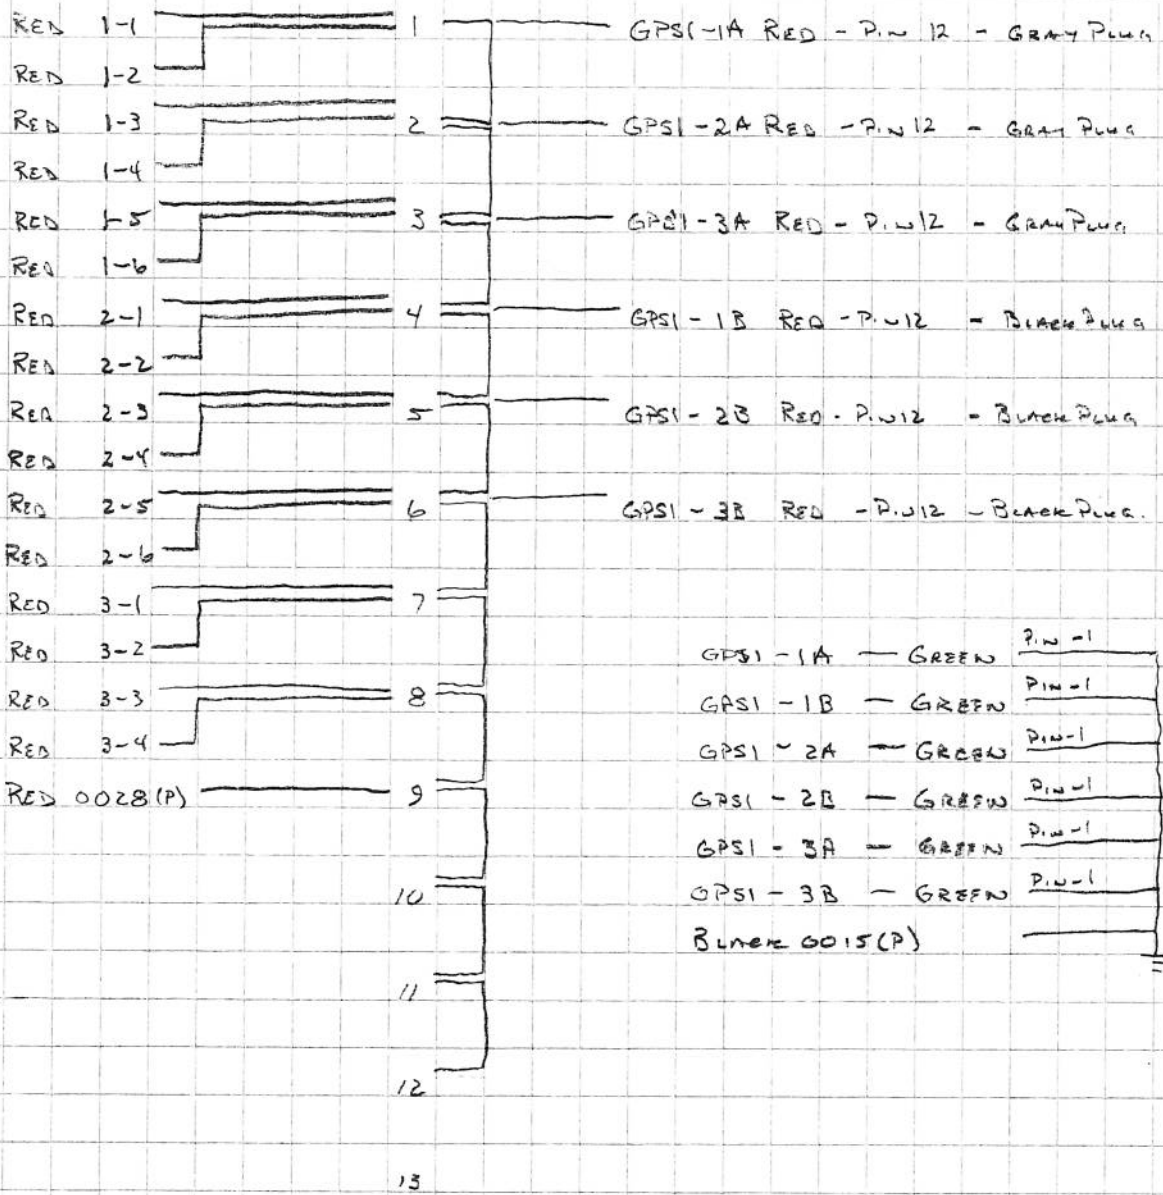 RED 1-1 1 GPS1-1A RED - PIN 12 - GRAY PLUG
RED 1-2
RED 1-3 2 GPS1-2A RED - PIN 12 - GRAY PLUG
RED 1-4
RED 1-5 3 GPS1-3A RED - PIN 12 - GRAY PLUG
RED 1-6
RED 2-1 4 GPS1-1B RED - PIN 12 - BLACK PLUG
RED 2-2
RED 2-3 5 GPS1-2B RED - PIN 12 - BLACK PLUG
RED 2-4
RED 2-5 6 GPS1-3B RED - PIN 12 - BLACK PLUG.
RED 2-6
RED 3-1 7
RED 3-2 GPS1-1A — GREEN PIN-1
RED 3-3 8 GPS1-1B — GREEN PIN-1
RED 3-4 GPS1-2A — GREEN PIN-1
RED 0028(P) 9 GPS1-2B — GREEN PIN-1
GPS1-3A — GREEN PIN-1
10 GPS1-3B — GREEN PIN-1
BLACK 0015(P)
11
12
13